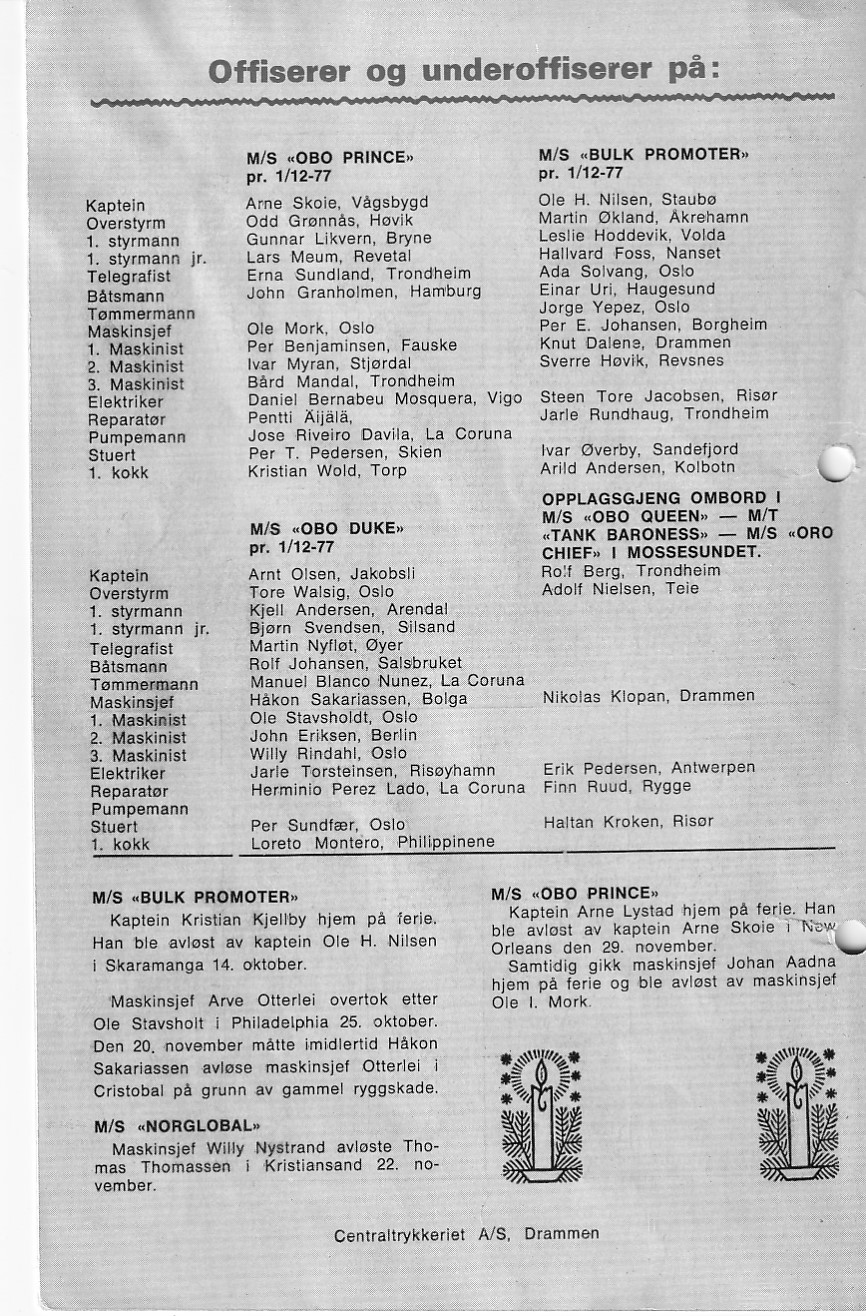 Offiserer og underoffiserer på:
M/S «OBO PRINCE» M/S «BULK PROMOTER»
pr. 1/12-77 pr. 1/12-77
Kaptein Arne Skoie, Vågsbygd Ole H. Nilsen, Staubø
Overstyrm Odd Grønnås, Høvik Martin Økland, Åkrehamn
1. styrmann Gunnar Likvern, Bryne Leslie Hoddevik, Volda
1. styrmann jr. Lars Meum, Revetal Hallvard Foss, Nanset
Telegrafist Erna Sundland, Trondheim Ada Solvang, Oslo
Båtsmann John Granholmen, Hamburg Einar Uri, Haugesund
Tømmermann Jorge Yepez, Oslo
Maskinsjef Ole Mork, Oslo Per E. Johansen, Borgheim
1. Maskinist Per Benjaminsen, Fauske Knut Dalene, Drammen
2. Maskinist Ivar Myran, Stjørdal Sverre Høvik, Revsnes
3. Maskinist Bård Mandal, Trondheim
Elektriker Daniel Bernabeu Mosquera, Vigo Steen Tore Jacobsen, Risør
Reparatør Pentti Äijälä, Jarle Rundhaug, Trondheim
Pumpemann Jose Riveiro Davila, La Coruna
Stuert Per T. Pedersen, Skien Ivar Øverby, Sandefjord
1. kokk Kristian Wold, Torp Arild Andersen, Kolbotn
OPPLAGSGJENG OMBORD I
M/S «OBO QUEEN» — M/T
«TANK BARONESS» — M/S «ORO
CHIEF» I MOSSESUNDET.
M/S «OBO DUKE»
pr. 1/12-77
Kaptein Arnt Olsen, Jakobsli Rolf Berg, Trondheim
Overstyrm Tore Walsig, Oslo Adolf Nielsen, Teie
1. styrmann Kjell Andersen, Arendal
1. styrmann jr. Bjørn Svendsen, Silsand
Telegrafist Martin Nyfløt, Øyer
Båtsmann Rolf Johansen, Salsbruket
Tømmermann Manuel Blanco Nunez, La Coruna
Maskinsjef Håkon Sakariassen, Bolga Nikolas Klopan, Drammen
1. Maskinist Ole Stavsholdt, Oslo
2. Maskinist John Eriksen, Berlin
3. Maskinist Willy Rindahl, Oslo
Elektriker Jarle Torsteinsen, Risøyhamn Erik Pedersen, Antwerpen
Reparatør Herminio Perez Lado, La Coruna Finn Ruud, Rygge
Pumpemann
Stuert Per Sundfær, Oslo Haltan Kroken, Risør
1. kokk Loreto Montero, Philippinene
M/S «BULK PROMOTER»
Kaptein Kristian Kjellby hjem på ferie.
Han ble avløst av kaptein Ole H. Nilsen
i Skaramanga 14. oktober.
Maskinsjef Arve Otterlei overtok etter
Ole Stavsholt i Philadelphia 25. oktober.
Den 20. november måtte imidlertid Håkon
Sakariassen avløse maskinsjef Otterlei i
Cristobal på grunn av gammel ryggskade.
M/S «NORGLOBAL»
Maskinsjef Willy Nystrand avløste Tho-
mas Thomassen i Kristiansand 22. no-
vember.
M/S «OBO PRINCE»
Kaptein Arne Lystad hjem på ferie. Han
ble avløst av kaptein Arne Skoie i New
Orleans den 29. november.
Samtidig gikk maskinsjef Johan Aadna
hjem på ferie og ble avløst av maskinsjef
Ole I. Mork.
Centraltrykkeriet A/S, Drammen